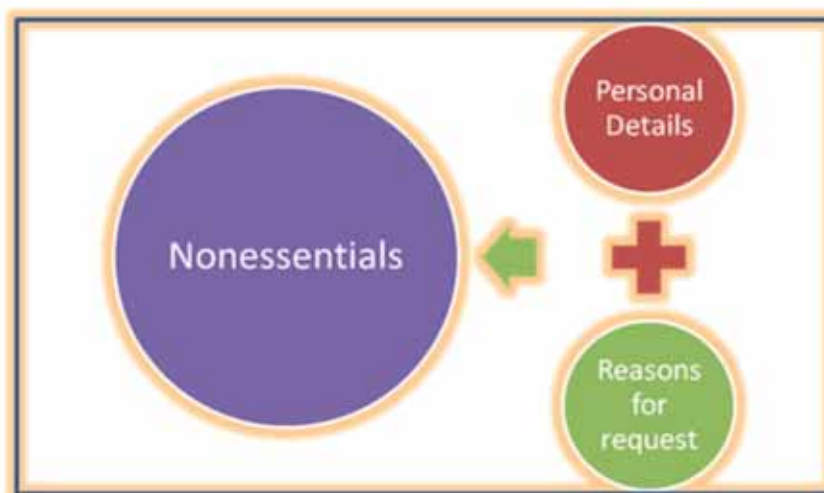 Nonessentials
Personal
Details
Reasons
for
request